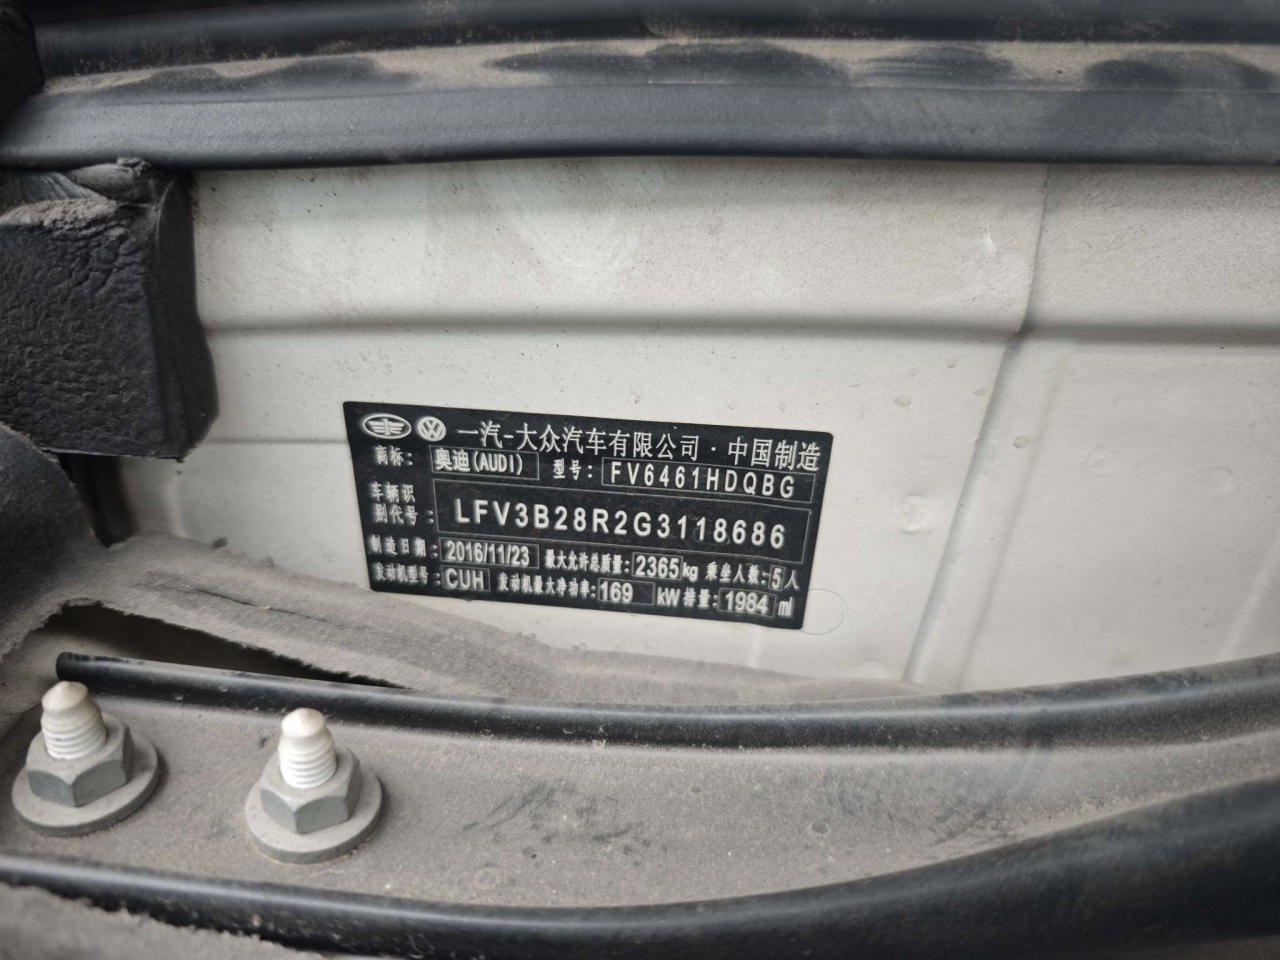 一汽-大众汽车有限公司·中国制造
商标: 奥迪(AUDI) 型号: FV6461HDQBG
车辆识
别代号: LFV3B28R2G3118686
制造日期: 2016/11/23 最大允许总质量: 2365kg 乘坐人数: 5人
发动机型号: CUH 发动机最大净功率: 169 kW 排量: 1984 ml